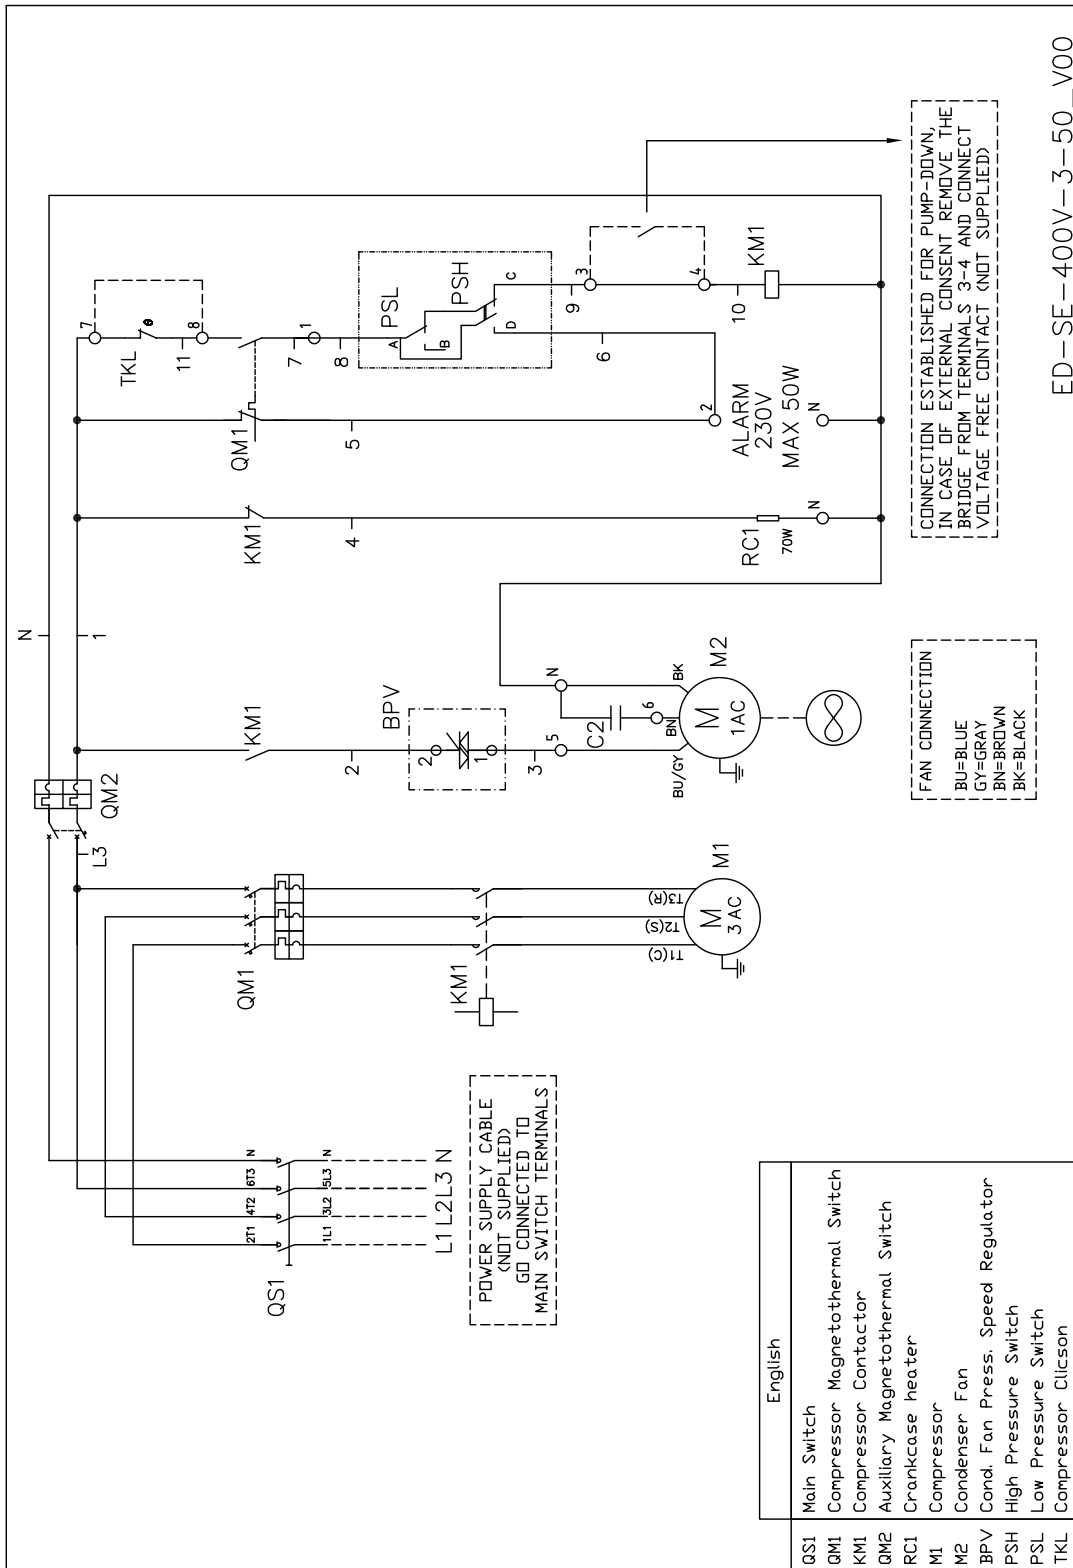 N
1
L3
QM2
QM1
KM1
T1(C)
T2(S)
T3(R)
M
3AC
M1
QS1
2T1
4T2
6T3
N
1L1
3L2
5L3
N
L1 L2 L3 N
POWER SUPPLY CABLE
(NOT SUPPLIED)
GO CONNECTED TO
MAIN SWITCH TERMINALS
KM1
2
BPV
2
1
3
5
N
C2
6
BU/GY
BN
BK
M
1AC
M2
KM1
4
RC1
70W
N
QM1
5
2
ALARM
230V
MAX 50W
N
7
TKL
θ
11
8
7
1
8
PSL
A
B
PSH
C
D
6
9
3
4
10
KM1
CONNECTION ESTABLISHED FOR PUMP-DOWN,
IN CASE OF EXTERNAL CONSENT REMOVE THE
BRIDGE FROM TERMINALS 3-4 AND CONNECT
VOLTAGE FREE CONTACT (NOT SUPPLIED)
FAN CONNECTION
BU=BLUE
GY=GRAY
BN=BROWN
BK=BLACK
English
QS1 Main Switch
QM1 Compressor Magnetothermal Switch
KM1 Compressor Contactor
QM2 Auxiliary Magnetothermal Switch
RC1 Crankcase heater
M1 Compressor
M2 Condenser Fan
BPV Cond. Fan Press. Speed Regulator
PSH High Pressure Switch
PSL Low Pressure Switch
TKL Compressor Clicson
ED-SE-400V-3-50_V00